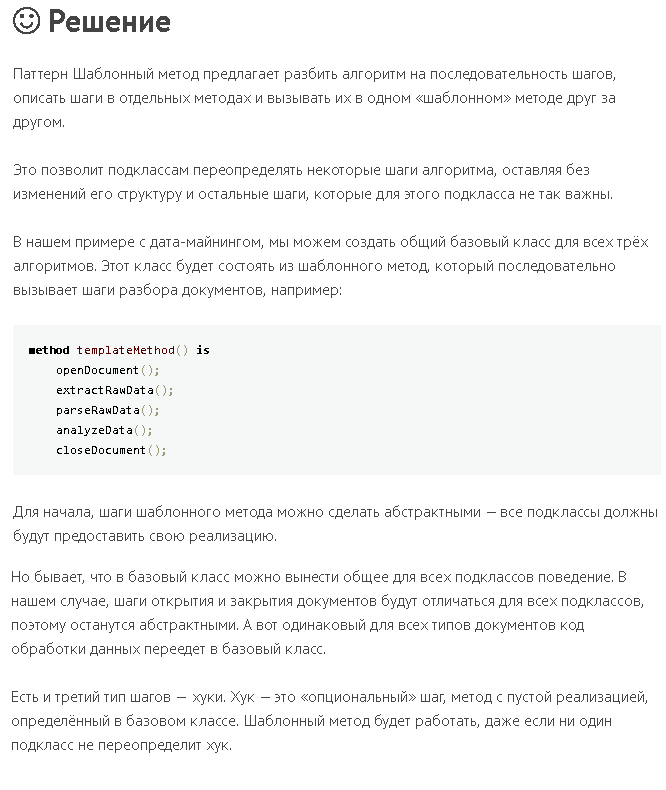 Решение
Паттерн Шаблонный метод предлагает разбить алгоритм на последовательность шагов,
описать шаги в отдельных методах и вызывать их в одном «шаблонном» методе друг за
другом.
Это позволит подклассам переопределять некоторые шаги алгоритма, оставляя без
изменений его структуру и остальные шаги, которые для этого подкласса не так важны.
В нашем примере с дата-майнингом, мы можем создать общий базовый класс для всех трёх
алгоритмов. Этот класс будет состоять из шаблонного метод, который последовательно
вызывает шаги разбора документов, например:
method templateMethod() is
openDocument();
extractRawData();
parseRawData();
analyzeData();
closeDocument();
Для начала, шаги шаблонного метода можно сделать абстрактными — все подклассы должны
будут предоставить свою реализацию.
Но бывает, что в базовый класс можно вынести общее для всех подклассов поведение. В
нашем случае, шаги открытия и закрытия документов будут отличаться для всех подклассов,
поэтому останутся абстрактными. А вот одинаковый для всех типов документов код
обработки данных переедет в базовый класс.
Есть и третий тип шагов — хуки. Хук — это «опциональный» шаг, метод с пустой реализацией,
определённый в базовом классе. Шаблонный метод будет работать, даже если ни один
подкласс не переопределит хук.